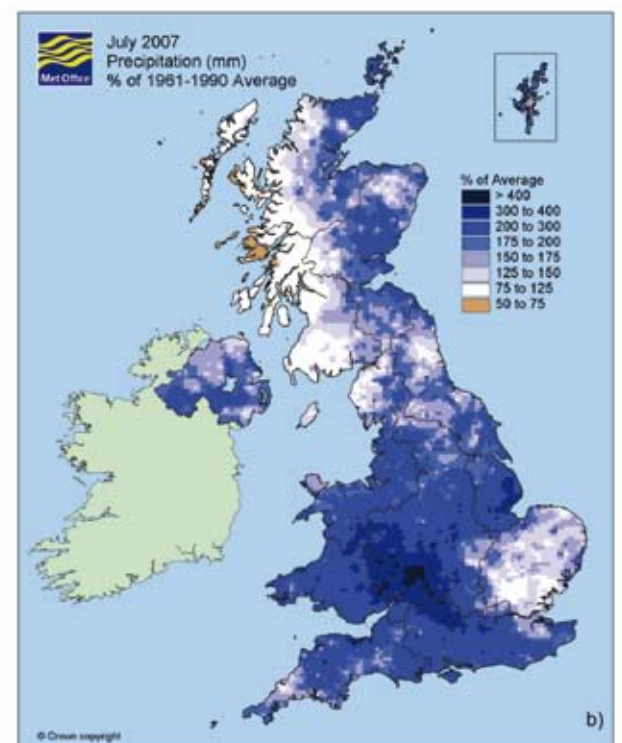 Met Office
July 2007
Precipitation (mm)
% of 1961-1990 Average
% of Average
> 400
300 to 400
200 to 300
175 to 200
150 to 175
125 to 150
75 to 125
50 to 75
b)
© Crown copyright